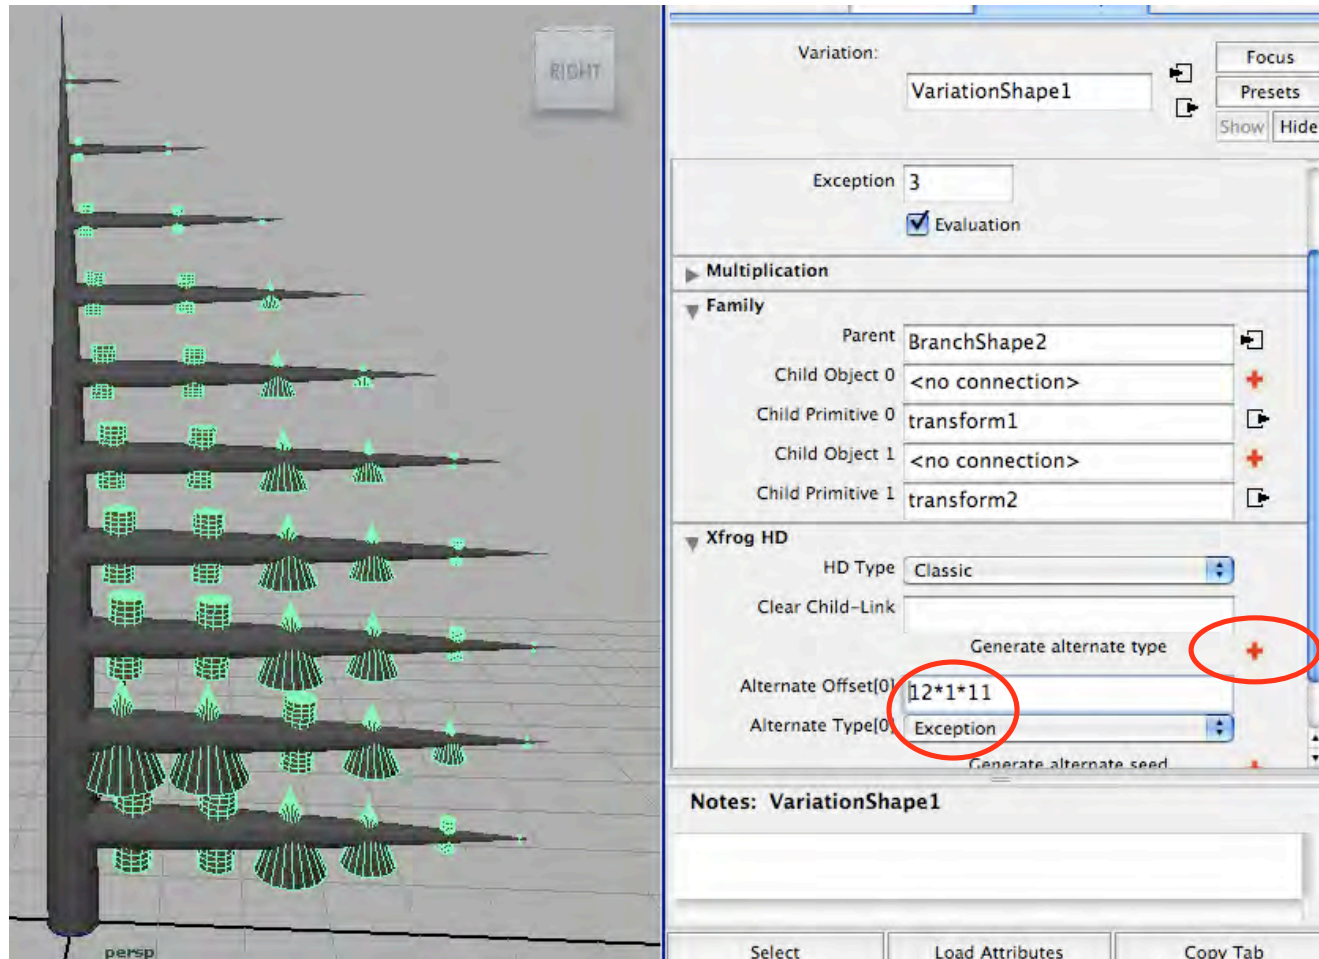 RIGHT
persp
Variation:
VariationShape1
Focus
Presets
Show Hide
Exception 3
Evaluation
Multiplication
Family
Parent BranchShape2
Child Object 0 <no connection>
Child Primitive 0 transform1
Child Object 1 <no connection>
Child Primitive 1 transform2
Xfrog HD
HD Type Classic
Clear Child-Link
Generate alternate type
Alternate Offset[0] 12*1*11
Alternate Type[0] Exception
Generate alternate seed
Notes: VariationShape1
Select Load Attributes Copy Tab